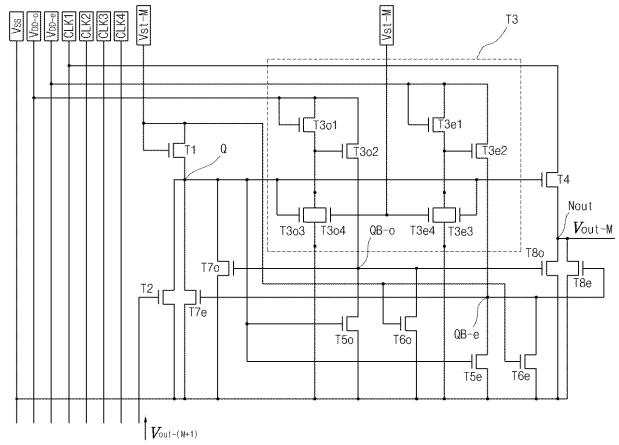 Vss
VDD-o
VDD-e
CLK1
CLK2
CLK3
CLK4
Vst-M
Vst-M
T3
T3o1
T3e1
T1
T3o2
T3e2
Q
T4
Nout
T3o3
T3o4
T3e4
T3e3
Vout-M
QB-o
T7o
T8o
T2
T7e
T8e
QB-e
T5o
T6o
T5e
T6e
Vout-(M+1)